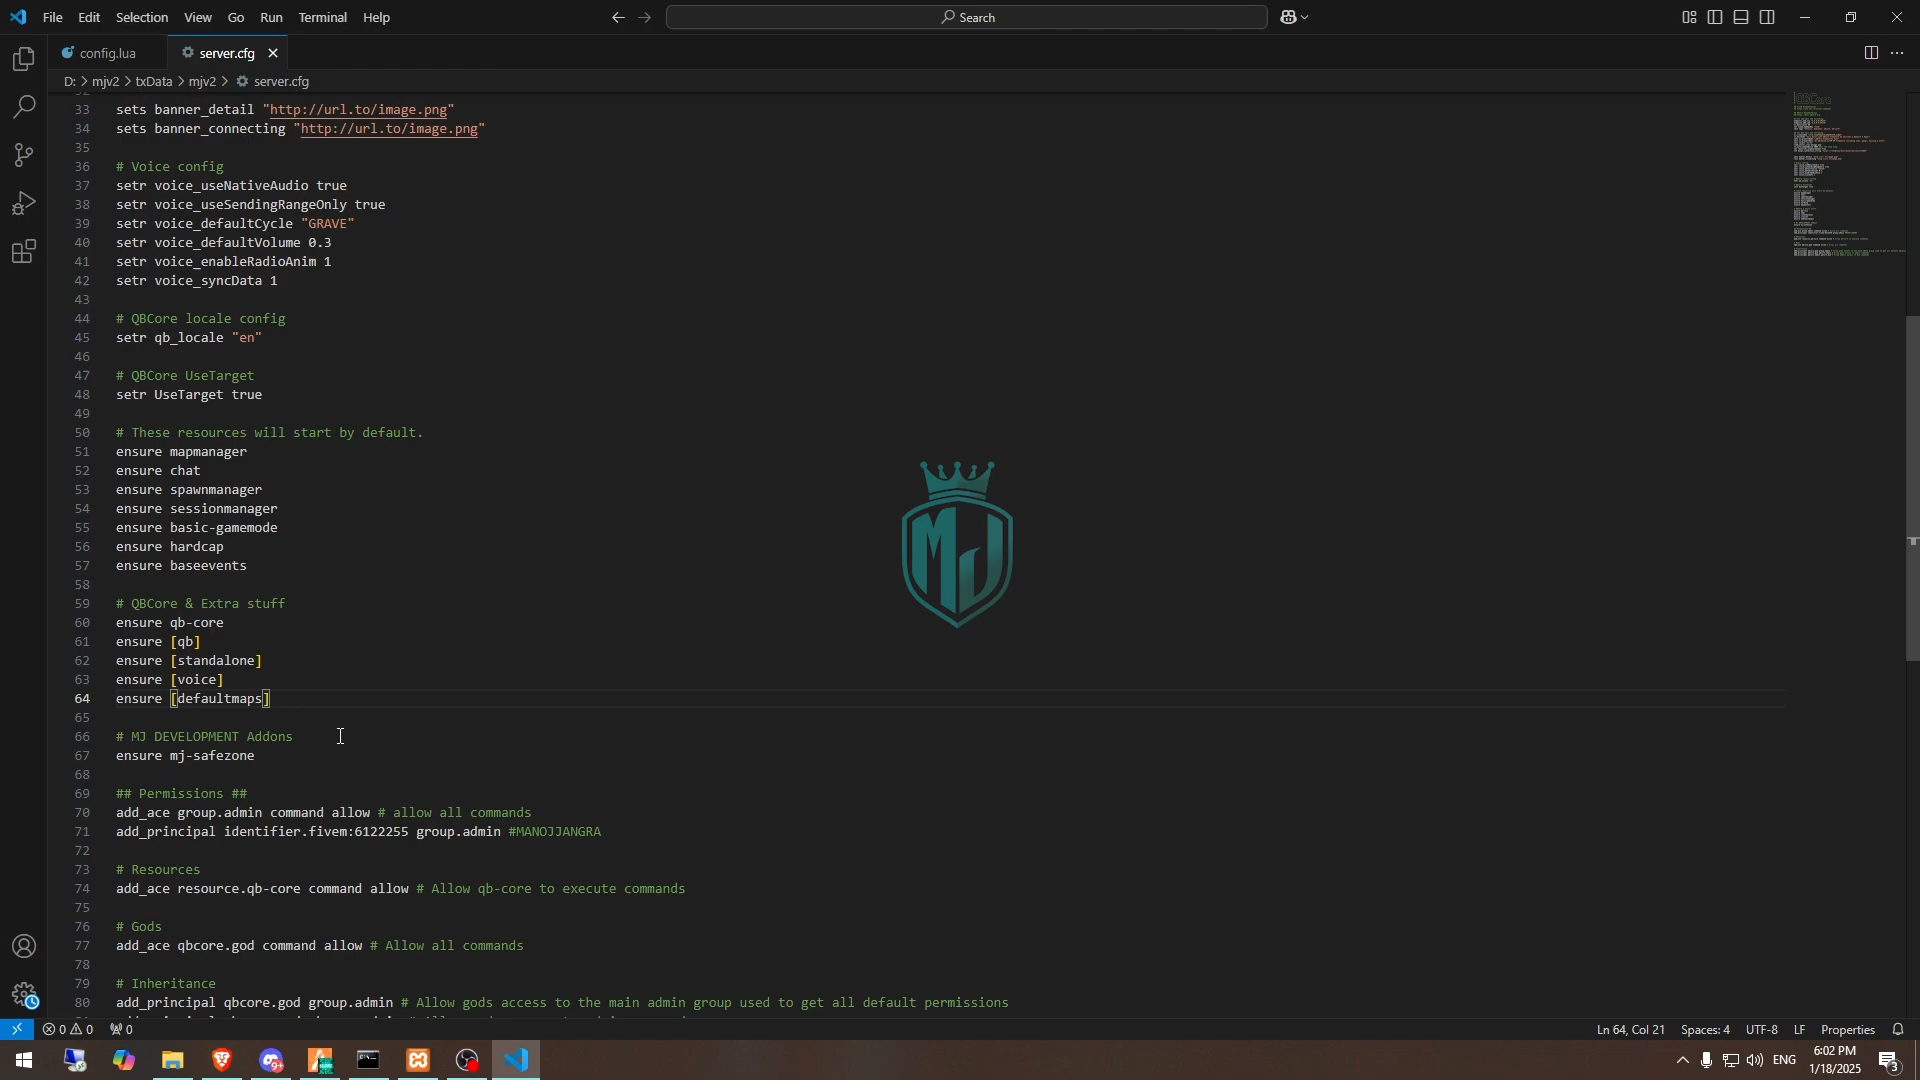 File Edit Selection View Go Run Terminal Help
Search
config.lua
server.cfg
D: > mjv2 > txData > mjv2 > server.cfg
33 sets banner_detail "http://url.to/image.png"
34 sets banner_connecting "http://url.to/image.png"
35
36 # Voice config
37 setr voice_useNativeAudio true
38 setr voice_useSendingRangeOnly true
39 setr voice_defaultCycle "GRAVE"
40 setr voice_defaultVolume 0.3
41 setr voice_enableRadioAnim 1
42 setr voice_syncData 1
43
44 # QBCore locale config
45 setr qb_locale "en"
46
47 # QBCore UseTarget
48 setr UseTarget true
49
50 # These resources will start by default.
51 ensure mapmanager
52 ensure chat
53 ensure spawnmanager
54 ensure sessionmanager
55 ensure basic-gamemode
56 ensure hardcap
57 ensure baseevents
58
59 # QBCore & Extra stuff
60 ensure qb-core
61 ensure [qb]
62 ensure [standalone]
63 ensure [voice]
64 ensure [defaultmaps]
65
66 # MJ DEVELOPMENT Addons
67 ensure mj-safezone
68
69 ## Permissions ##
70 add_ace group.admin command allow # allow all commands
71 add_principal identifier.fivem:6122255 group.admin #MANOJJANGRA
72
73 # Resources
74 add_ace resource.qb-core command allow # Allow qb-core to execute commands
75
76 # Gods
77 add_ace qbcore.god command allow # Allow all commands
78
79 # Inheritance
80 add_principal qbcore.god group.admin # Allow gods access to the main admin group used to get all default permissions
MJ
0 0 0
Ln 64, Col 21 Spaces: 4 UTF-8 LF Properties
9+
ENG
6:02 PM
1/18/2025
3